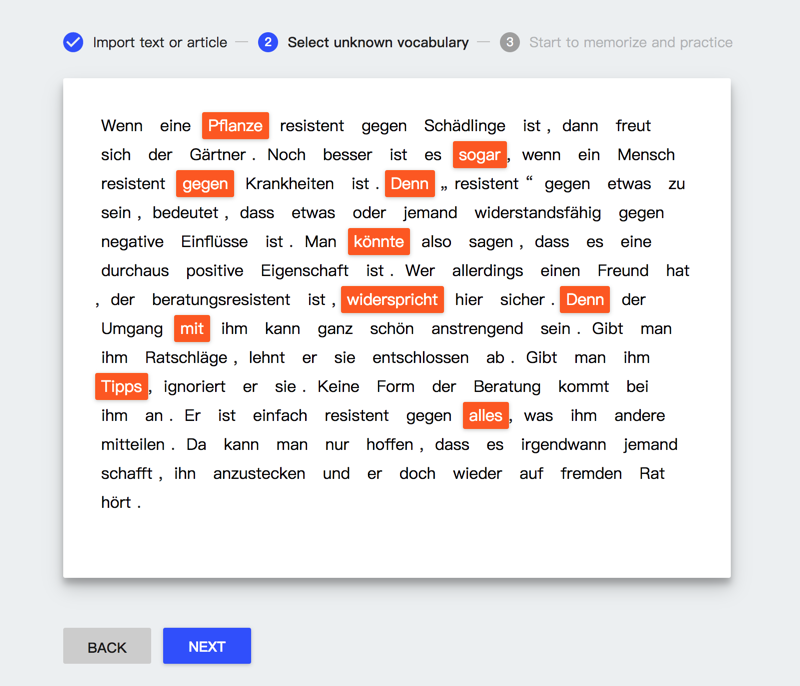 Import text or article — 2 Select unknown vocabulary — 3 Start to memorize and practice
Wenn eine Pflanze resistent gegen Schädlinge ist , dann freut
sich der Gärtner . Noch besser ist es sogar , wenn ein Mensch
resistent gegen Krankheiten ist . Denn „ resistent “ gegen etwas zu
sein , bedeutet , dass etwas oder jemand widerstandsfähig gegen
negative Einflüsse ist . Man könnte also sagen , dass es eine
durchaus positive Eigenschaft ist . Wer allerdings einen Freund hat
, der beratungsresistent ist , widerspricht hier sicher . Denn der
Umgang mit ihm kann ganz schön anstrengend sein . Gibt man
ihm Ratschläge , lehnt er sie entschlossen ab . Gibt man ihm
Tipps , ignoriert er sie . Keine Form der Beratung kommt bei
ihm an . Er ist einfach resistent gegen alles , was ihm andere
mitteilen . Da kann man nur hoffen , dass es irgendwann jemand
schafft , ihn anzustecken und er doch wieder auf fremden Rat
hört .
BACK NEXT